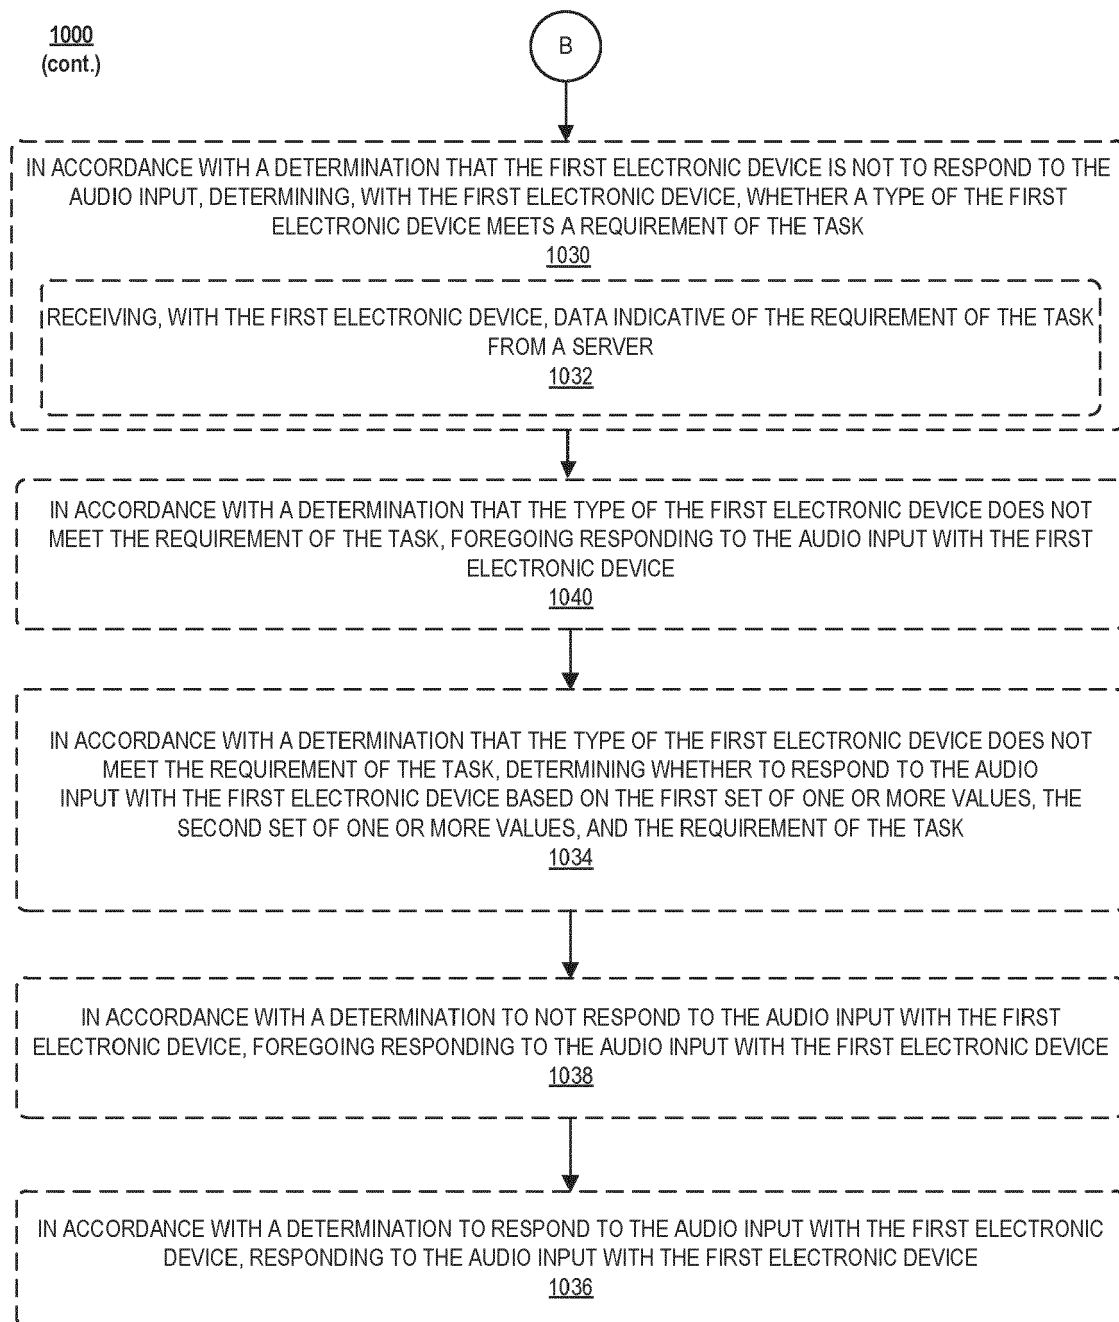 1000
(cont.)
B
IN ACCORDANCE WITH A DETERMINATION THAT THE FIRST ELECTRONIC DEVICE IS NOT TO RESPOND TO THE
AUDIO INPUT, DETERMINING, WITH THE FIRST ELECTRONIC DEVICE, WHETHER A TYPE OF THE FIRST
ELECTRONIC DEVICE MEETS A REQUIREMENT OF THE TASK
1030
RECEIVING, WITH THE FIRST ELECTRONIC DEVICE, DATA INDICATIVE OF THE REQUIREMENT OF THE TASK
FROM A SERVER
1032
IN ACCORDANCE WITH A DETERMINATION THAT THE TYPE OF THE FIRST ELECTRONIC DEVICE DOES NOT
MEET THE REQUIREMENT OF THE TASK, FOREGOING RESPONDING TO THE AUDIO INPUT WITH THE FIRST
ELECTRONIC DEVICE
1040
IN ACCORDANCE WITH A DETERMINATION THAT THE TYPE OF THE FIRST ELECTRONIC DEVICE DOES NOT
MEET THE REQUIREMENT OF THE TASK, DETERMINING WHETHER TO RESPOND TO THE AUDIO
INPUT WITH THE FIRST ELECTRONIC DEVICE BASED ON THE FIRST SET OF ONE OR MORE VALUES, THE
SECOND SET OF ONE OR MORE VALUES, AND THE REQUIREMENT OF THE TASK
1034
IN ACCORDANCE WITH A DETERMINATION TO NOT RESPOND TO THE AUDIO INPUT WITH THE FIRST
ELECTRONIC DEVICE, FOREGOING RESPONDING TO THE AUDIO INPUT WITH THE FIRST ELECTRONIC DEVICE
1038
IN ACCORDANCE WITH A DETERMINATION TO RESPOND TO THE AUDIO INPUT WITH THE FIRST ELECTRONIC
DEVICE, RESPONDING TO THE AUDIO INPUT WITH THE FIRST ELECTRONIC DEVICE
1036